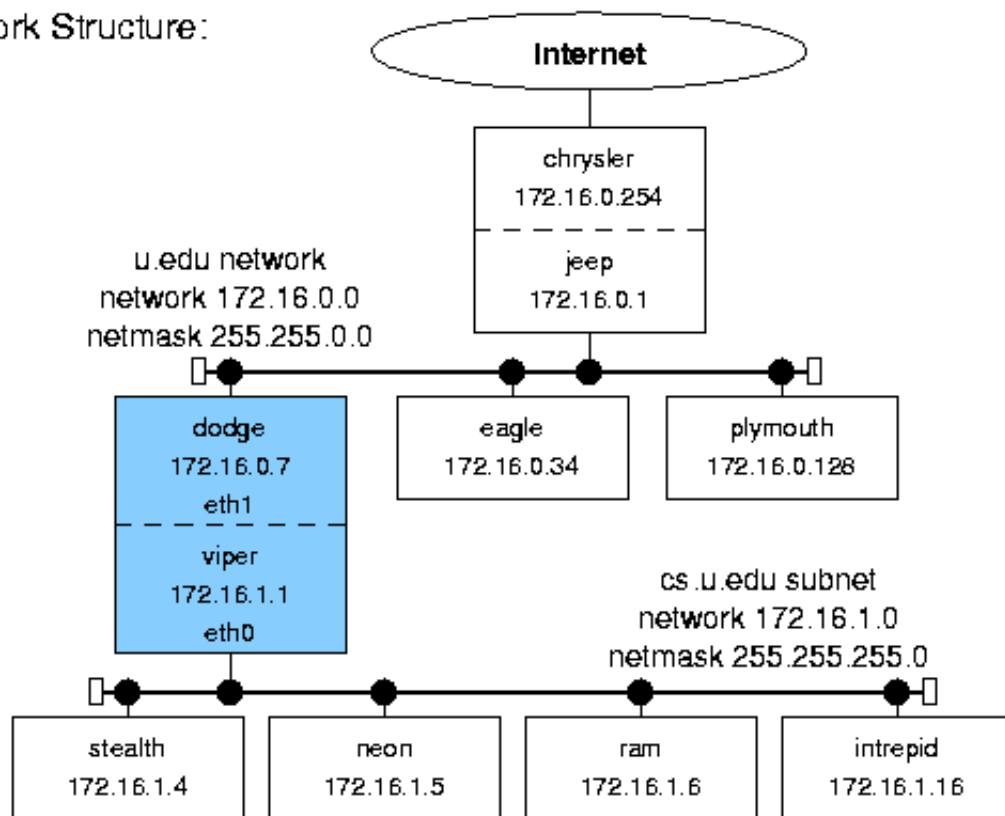 ork Structure:
Internet
chrysler
172.16.0.254
jeep
172.16.0.1
u.edu network
network 172.16.0.0
netmask 255.255.0.0
dodge
172.16.0.7
eth1
viper
172.16.1.1
eth0
eagle
172.16.0.34
plymouth
172.16.0.128
cs.u.edu subnet
network 172.16.1.0
netmask 255.255.255.0
stealth
172.16.1.4
neon
172.16.1.5
ram
172.16.1.6
intrepid
172.16.1.16